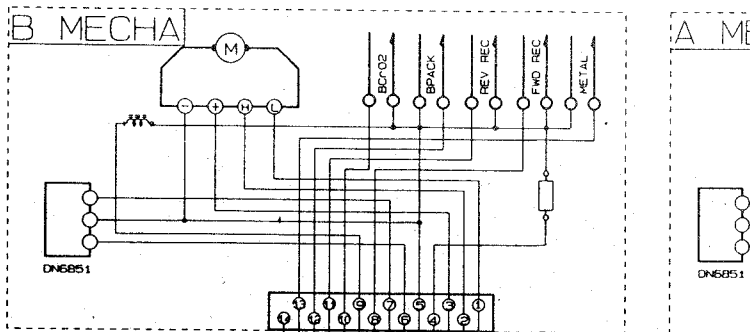 B MECHA
A ME
M
BCrO2
BPACK
REV REC
FWD REC
METAL
- + H L
DN6851
DN6851
13 11 9 7 5 3 1
14 12 10 8 6 4 2